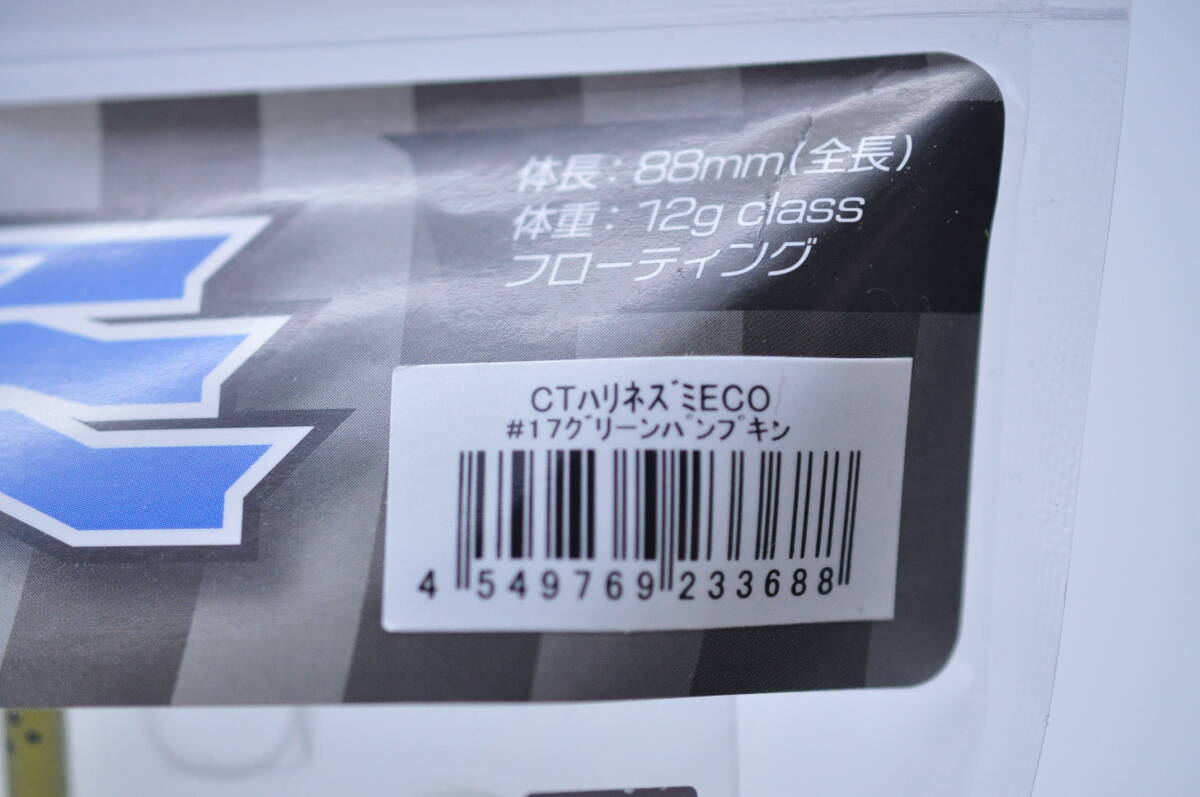 体長：88mm（全長）
体重：12g class
フローティング
CTﾊﾘﾈｽﾞﾐECO
#17ｸﾞﾘｰﾝﾊﾟﾝﾌﾟｷﾝ
4 549769 233688